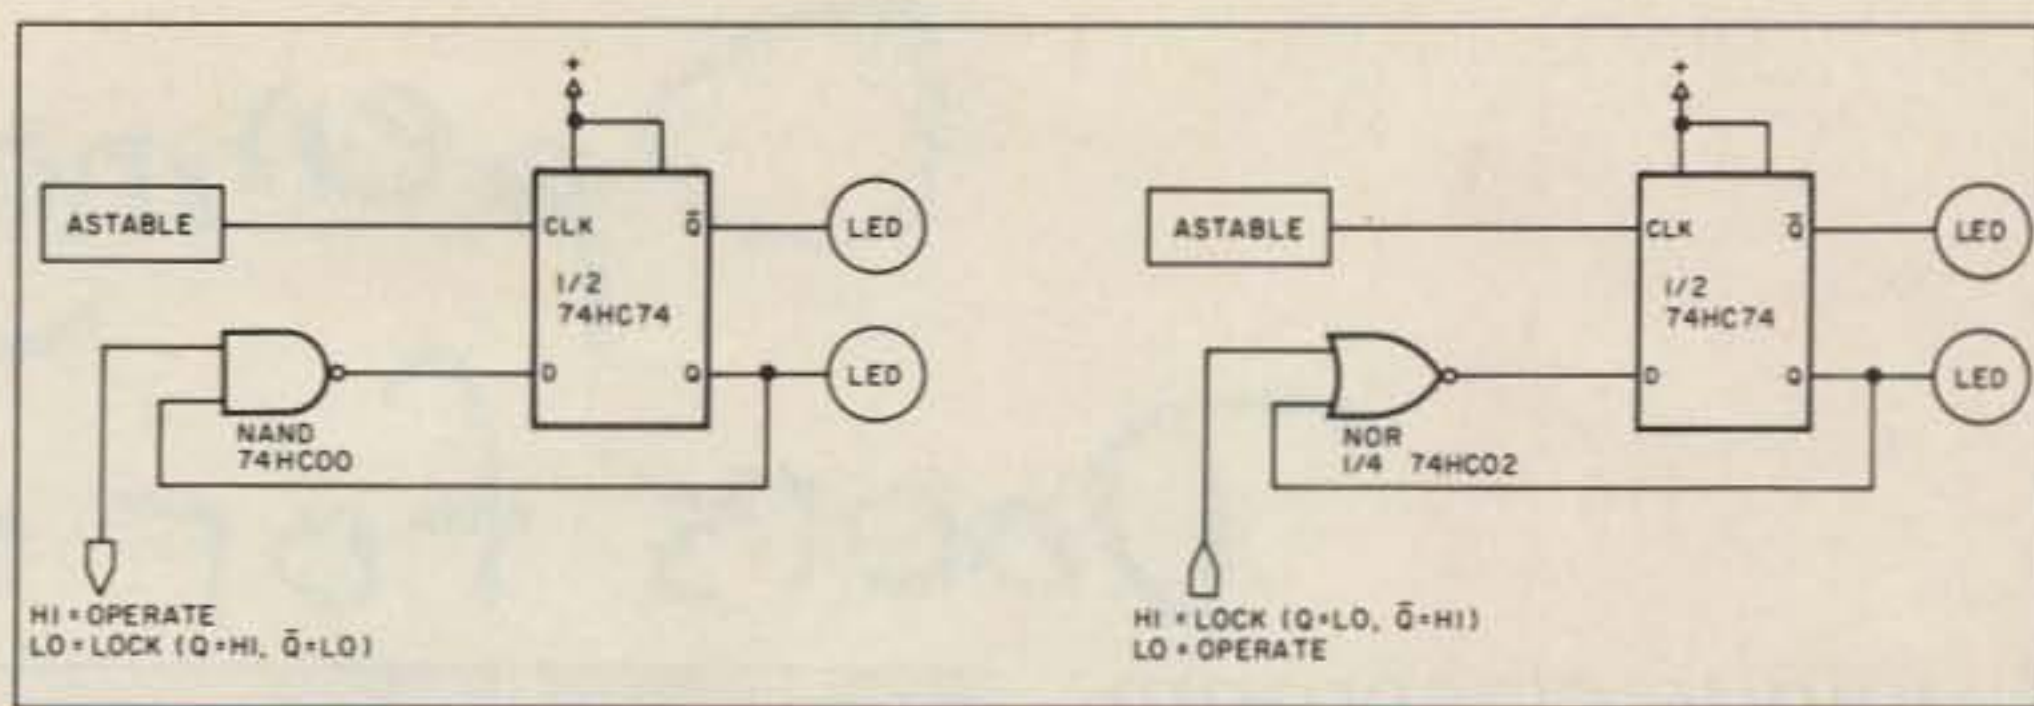 +
ASTABLE
CLK
Q̅
LED
1/2
74HC74
D
Q
LED
NAND
74HC00
HI = OPERATE
LO = LOCK (Q=HI, Q̅=LO)
+
ASTABLE
CLK
Q̅
LED
1/2
74HC74
D
Q
LED
NOR
1/4 74HC02
HI = LOCK (Q=LO, Q̅=HI)
LO = OPERATE